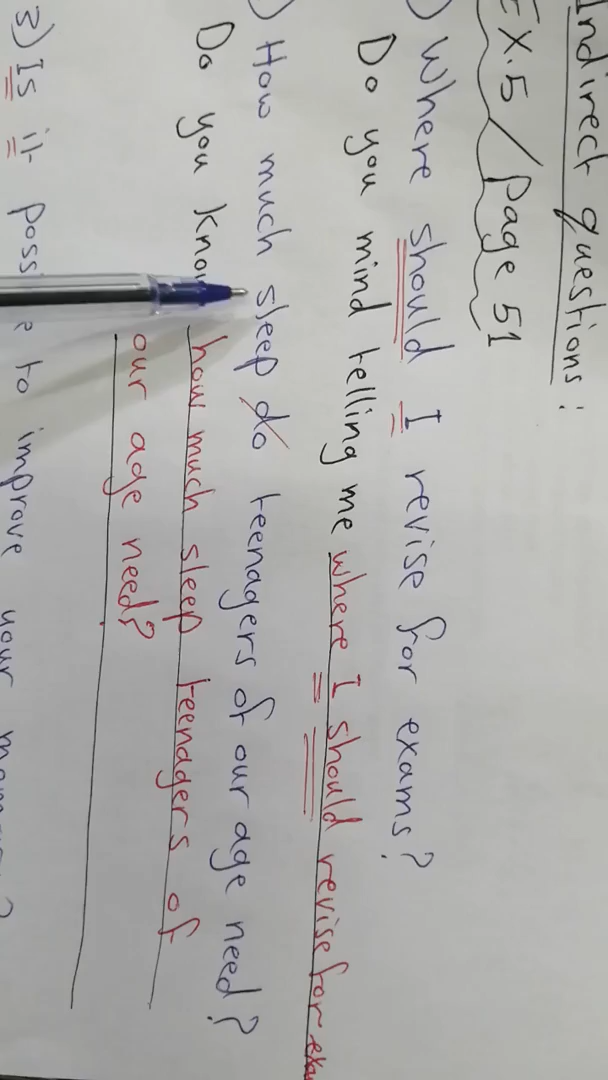 Indirect questions:
EX.5/Page 51
) Where should I revise for exams?
Do you mind telling me where I should revise for
) How much sleep do teenagers of our age need?
Do you how much sleep teenagers of
our age need?
3) Is it to improve your